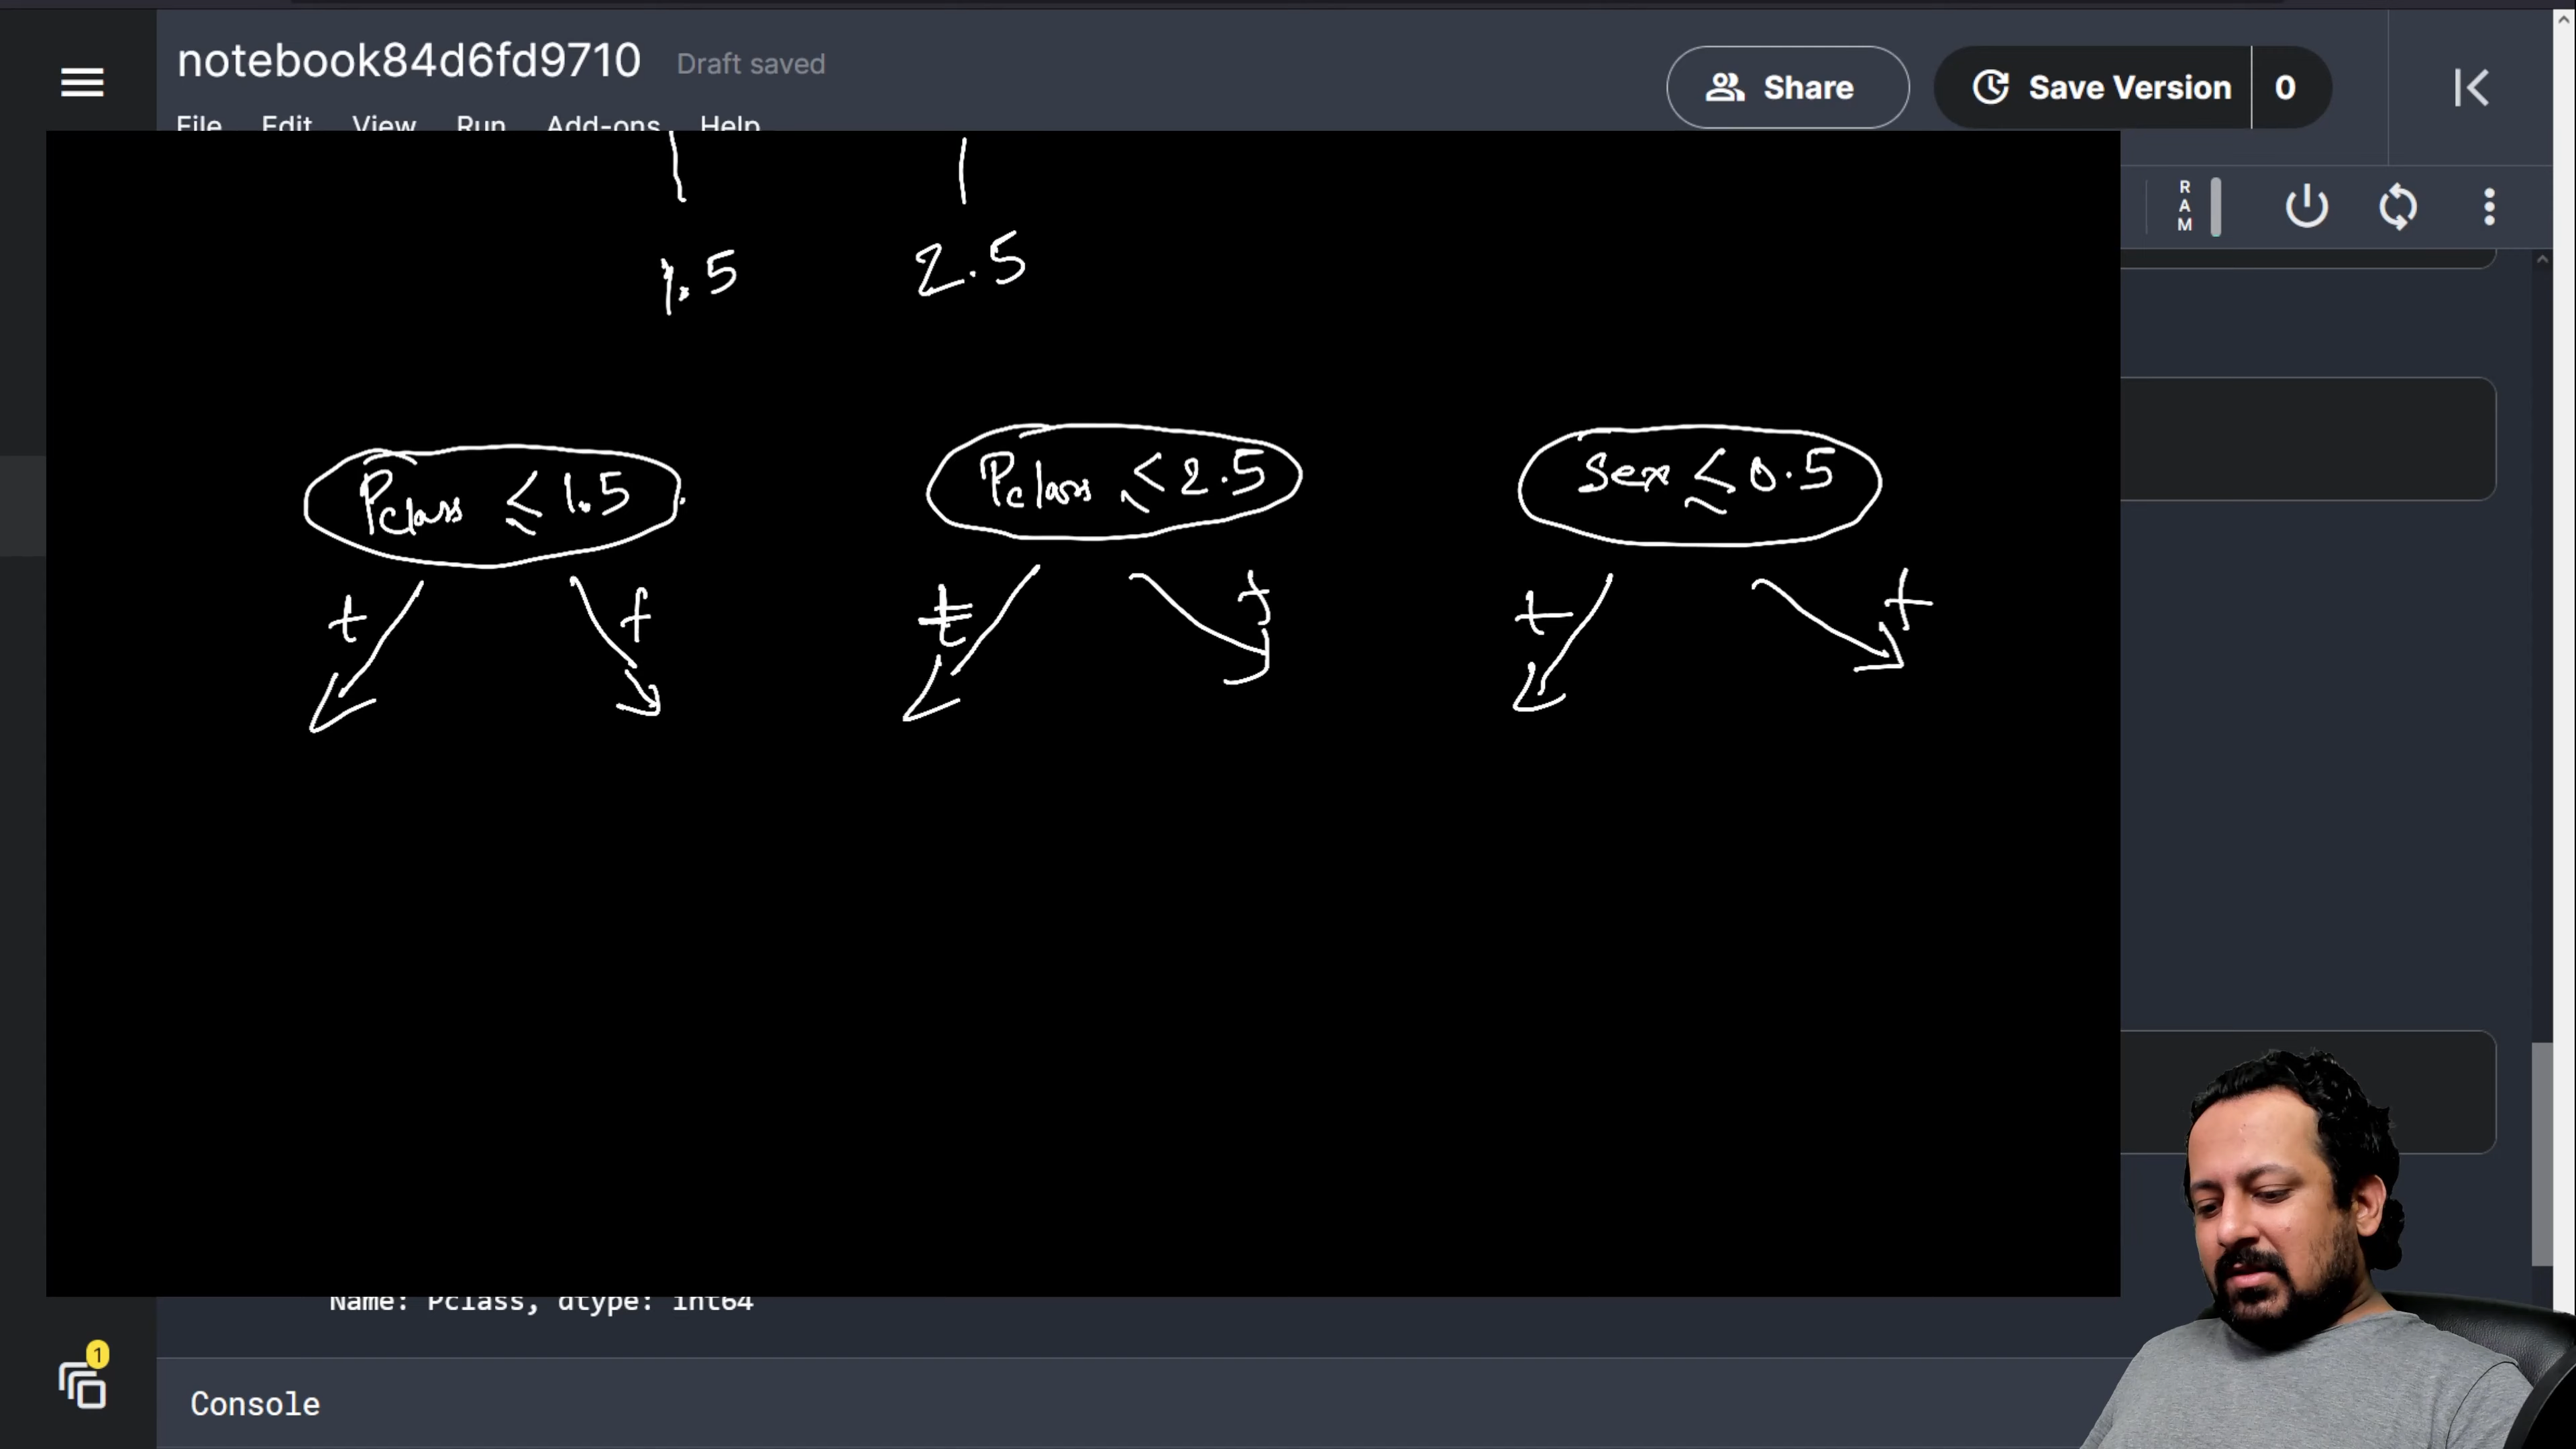 notebook84d6fd9710 Draft saved
File Edit View Run Add-ons Help
Share
Save Version 0
RAM
1.5 2.5
Pclass ≤ 1.5 Pclass ≤ 2.5 Sex ≤ 0.5
t f t f t f
Name: Pclass, dtype: int64
1
Console